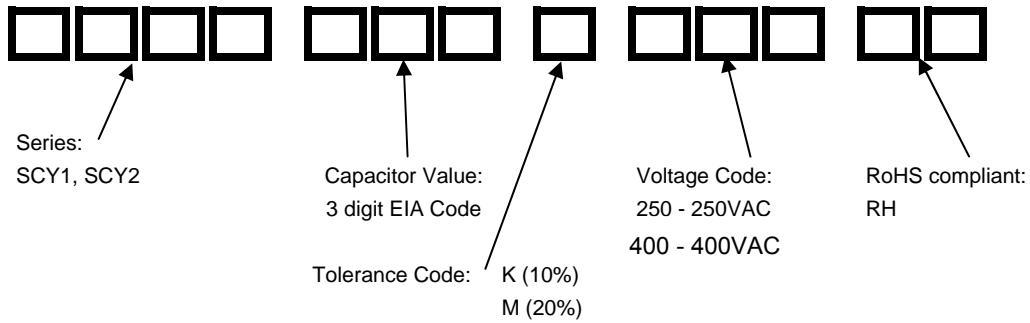 Series:
SCY1, SCY2
Capacitor Value:
3 digit EIA Code
Tolerance Code: K (10%)
M (20%)
Voltage Code:
250 - 250VAC
400 - 400VAC
RoHS compliant:
RH